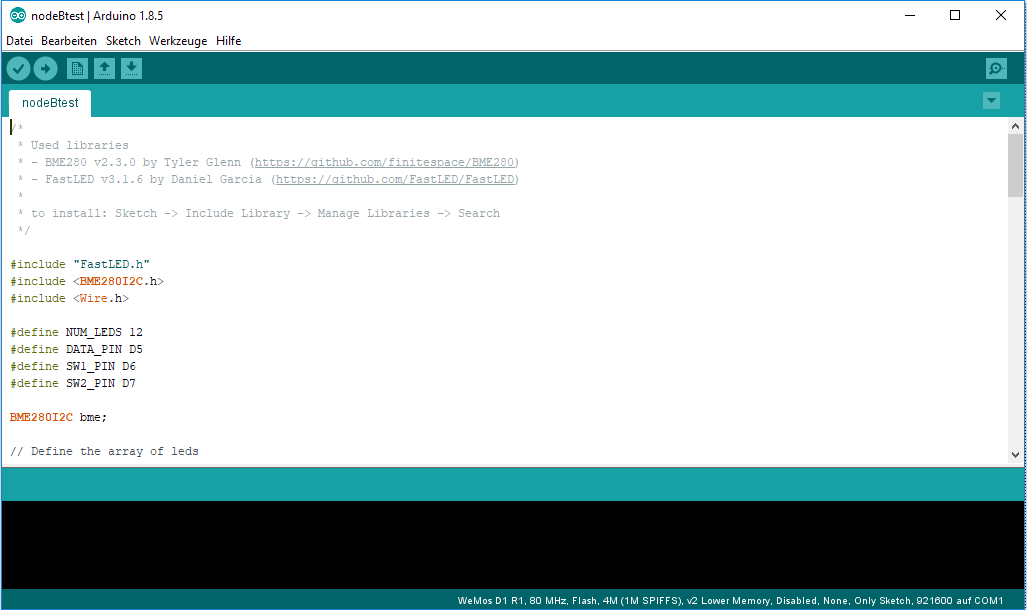 nodeBtest | Arduino 1.8.5
Datei Bearbeiten Sketch Werkzeuge Hilfe
nodeBtest
/*
 * Used libraries
 * - BME280 v2.3.0 by Tyler Glenn (https://github.com/finitespace/BME280)
 * - FastLED v3.1.6 by Daniel Garcia (https://github.com/FastLED/FastLED)
 *
 * to install: Sketch -> Include Library -> Manage Libraries -> Search
 */
#include "FastLED.h"
#include <BME280I2C.h>
#include <Wire.h>
#define NUM_LEDS 12
#define DATA_PIN D5
#define SW1_PIN D6
#define SW2_PIN D7
BME280I2C bme;
// Define the array of leds
WeMos D1 R1, 80 MHz, Flash, 4M (1M SPIFFS), v2 Lower Memory, Disabled, None, Only Sketch, 921600 auf COM1